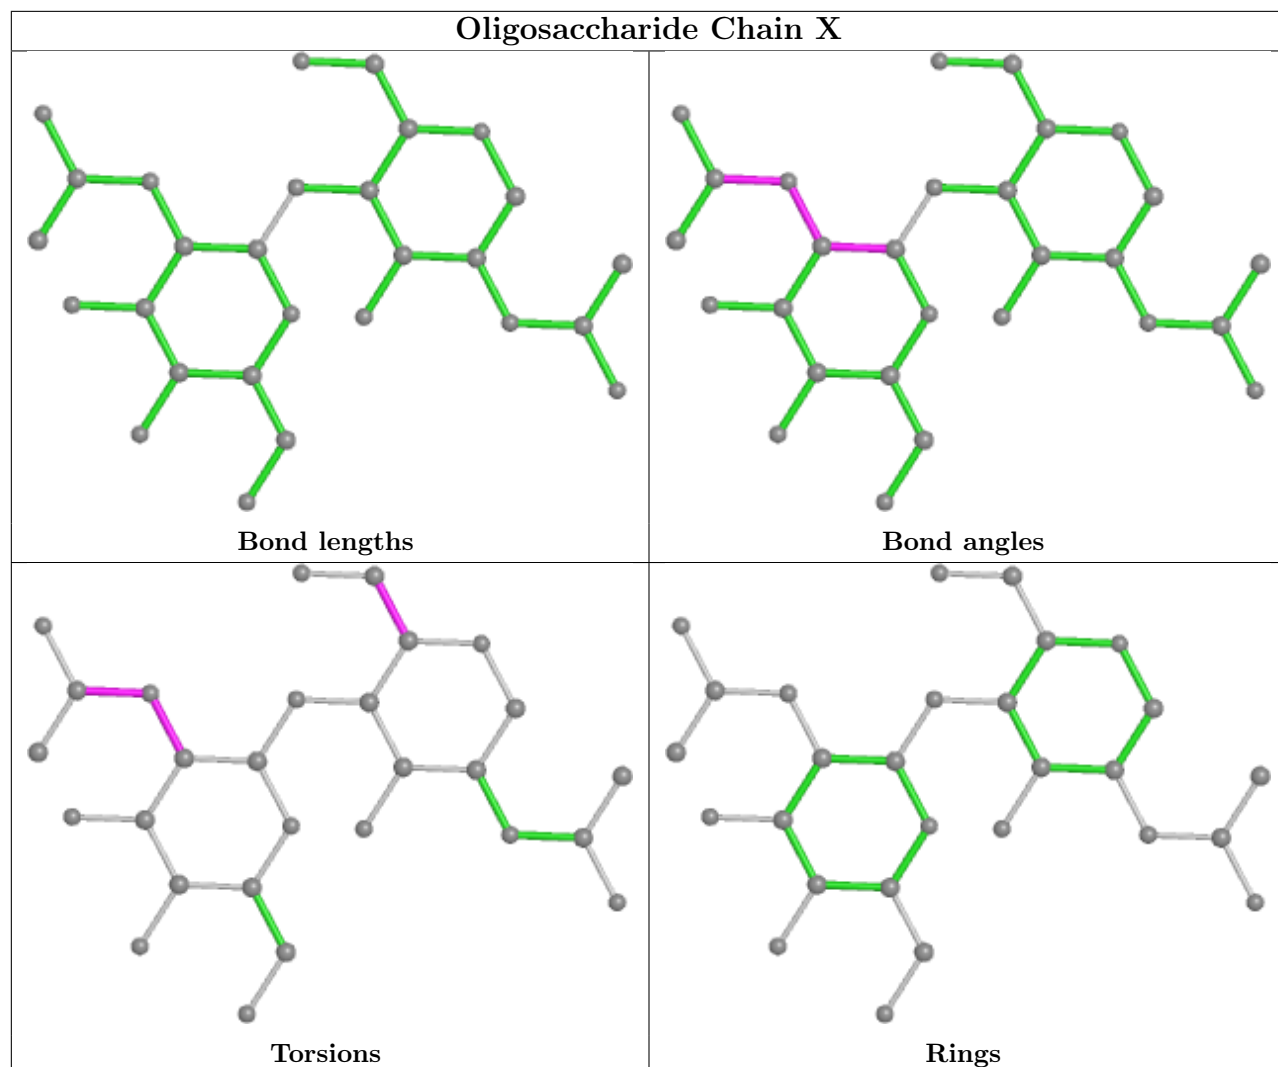 Oligosaccharide Chain X
Bond lengths
Bond angles
Torsions
Rings